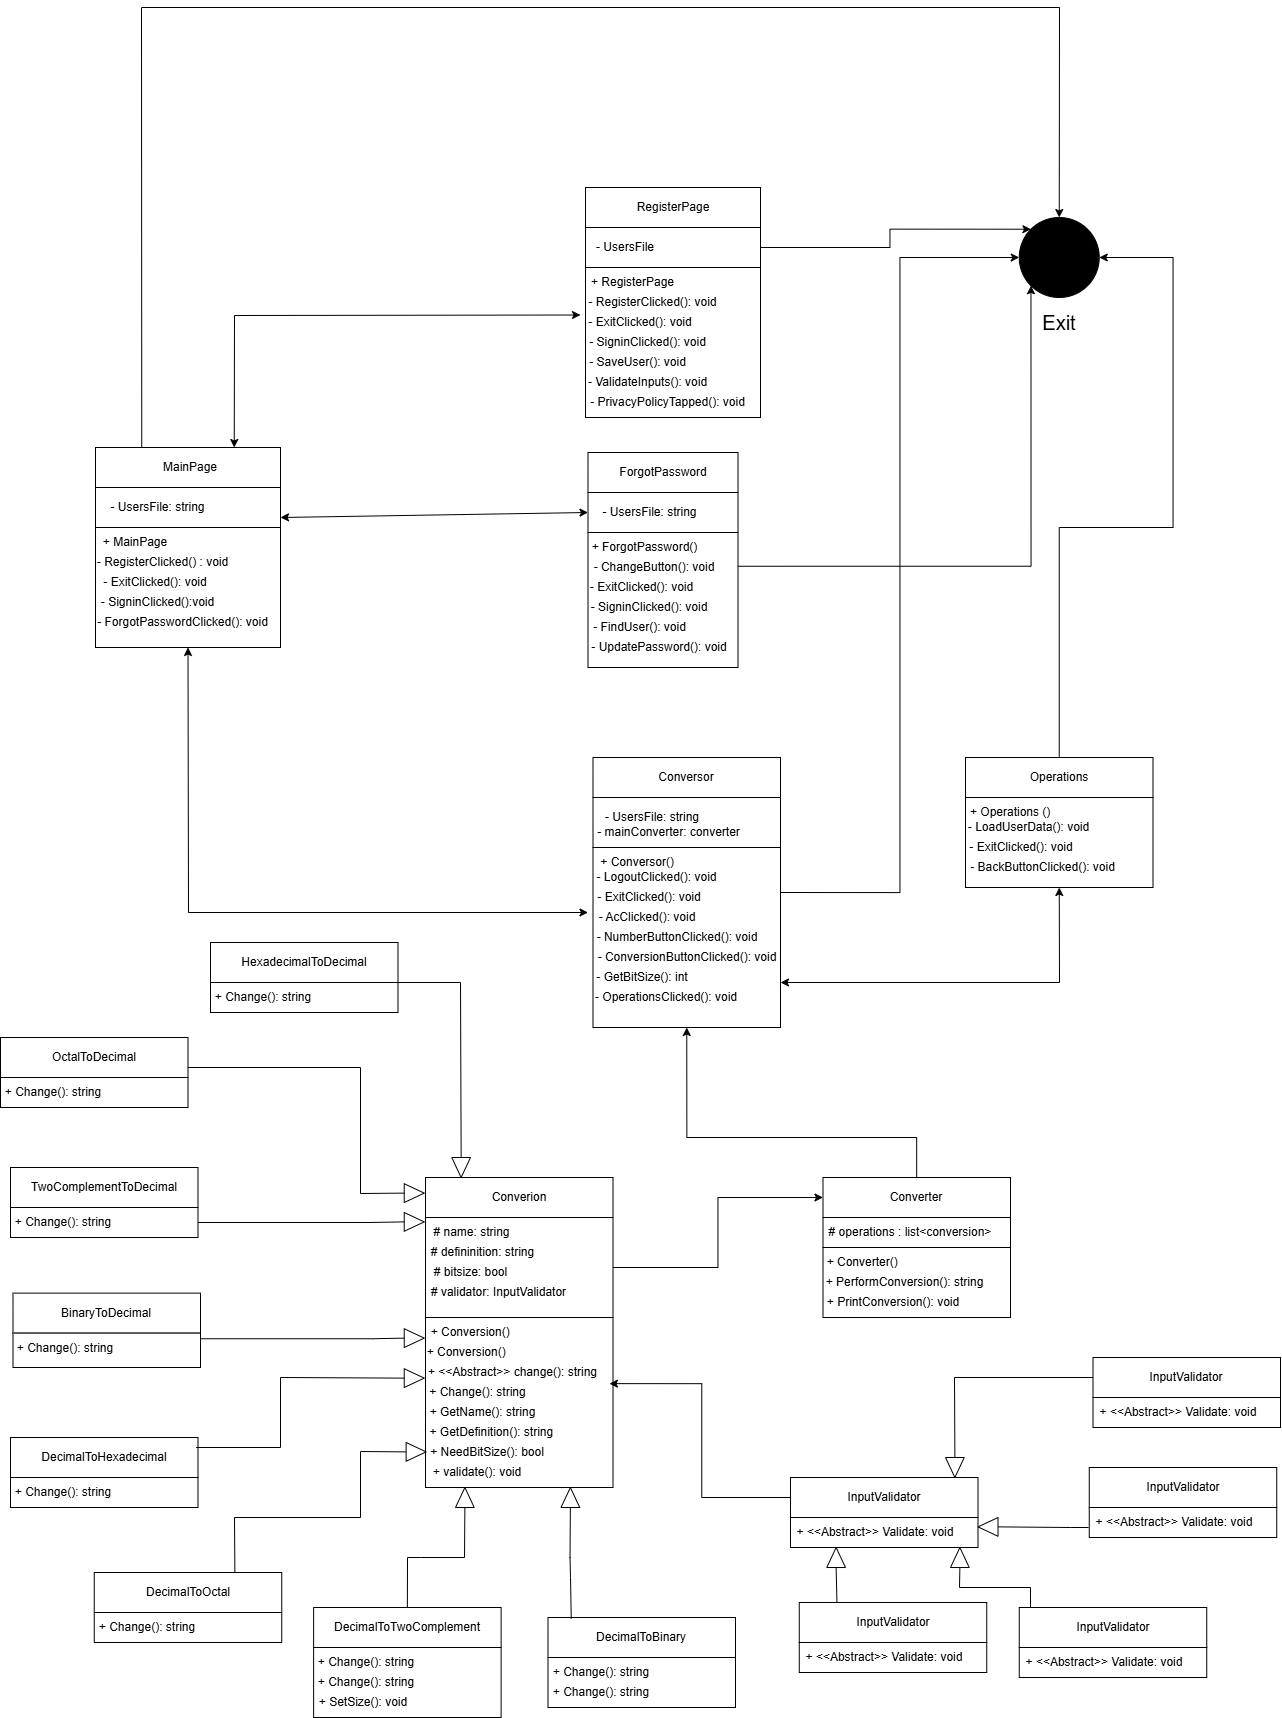 RegisterPage
- UsersFile
+ RegisterPage
- RegisterClicked(): void
- ExitClicked(): void
- SigninClicked(): void
- SaveUser(): void
- ValidateInputs(): void
- PrivacyPolicyTapped(): void
Exit
MainPage
- UsersFile: string
+ MainPage
- RegisterClicked() : void
- ExitClicked(): void
- SigninClicked():void
- ForgotPasswordClicked(): void
ForgotPassword
- UsersFile: string
+ ForgotPassword()
- ChangeButton(): void
- ExitClicked(): void
- SigninClicked(): void
- FindUser(): void
- UpdatePassword(): void
Conversor
- UsersFile: string
- mainConverter: converter
+ Conversor()
- LogoutClicked(): void
- ExitClicked(): void
- AcClicked(): void
- NumberButtonClicked(): void
- ConversionButtonClicked(): void
- GetBitSize(): int
- OperationsClicked(): void
Operations
+ Operations ()
- LoadUserData(): void
- ExitClicked(): void
- BackButtonClicked(): void
HexadecimalToDecimal
+ Change(): string
OctalToDecimal
+ Change(): string
TwoComplementToDecimal
+ Change(): string
BinaryToDecimal
+ Change(): string
DecimalToHexadecimal
+ Change(): string
DecimalToOctal
+ Change(): string
Converion
# name: string
# defininition: string
# bitsize: bool
# validator: InputValidator
+ Conversion()
+ Conversion()
+ <<Abstract>> change(): string
+ Change(): string
+ GetName(): string
+ GetDefinition(): string
+ NeedBitSize(): bool
+ validate(): void
Converter
# operations : list<conversion>
+ Converter()
+ PerformConversion(): string
+ PrintConversion(): void
DecimalToTwoComplement
+ Change(): string
+ Change(): string
+ SetSize(): void
DecimalToBinary
+ Change(): string
+ Change(): string
InputValidator
+ <<Abstract>> Validate: void
InputValidator
+ <<Abstract>> Validate: void
InputValidator
+ <<Abstract>> Validate: void
InputValidator
+ <<Abstract>> Validate: void
InputValidator
+ <<Abstract>> Validate: void